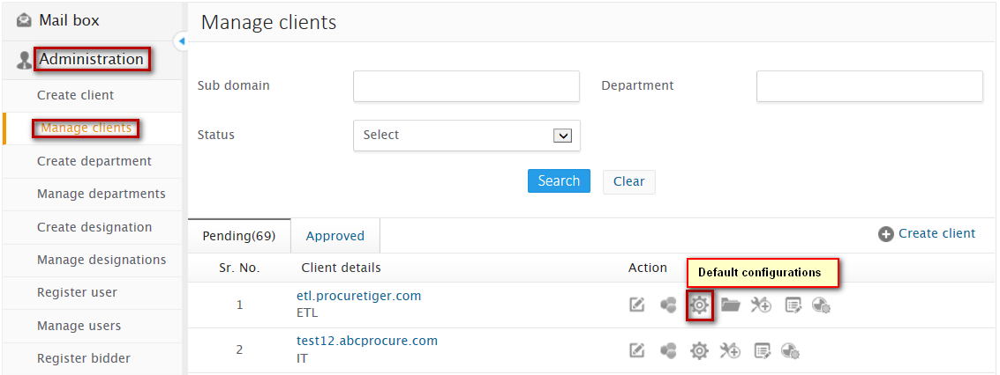 Mail box
Administration
Create client
Manage clients
Create department
Manage departments
Create designation
Manage designations
Register user
Manage users
Register bidder
Manage clients
Sub domain
Department
Status
Select
Search
Clear
Pending(69)
Approved
Create client
Sr. No.
Client details
Action
Default configurations
1
etl.procuretiger.com
ETL
2
test12.abcprocure.com
IT